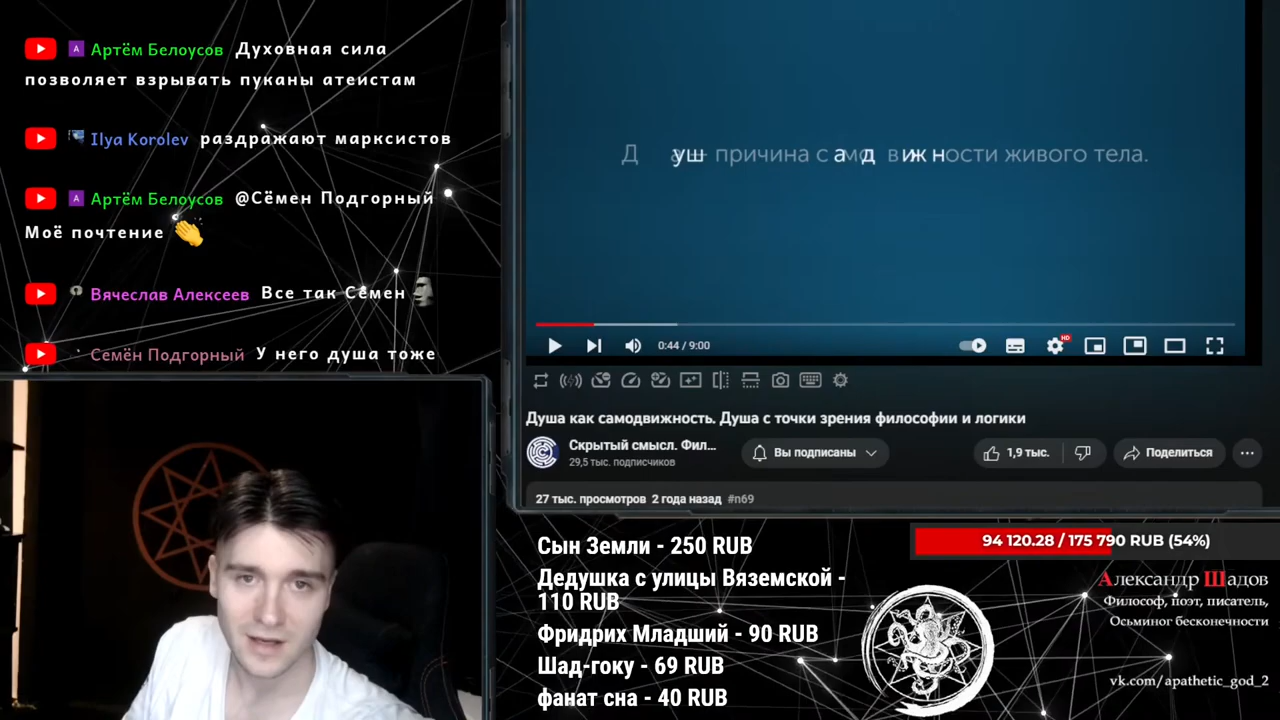 Артём Белоусов Духовная сила
позволяет взрывать пуканы атеистам
Ilya Korolev раздражают марксистов
Артём Белоусов @Сёмен Подгорный
Моё почтение
Вячеслав Алексеев Все так Сёмен
Семён Подгорный У него душа тоже
причина самодвижности живого тела.
0:44 / 9:00
HD
Душа как самодвижность. Душа с точки зрения философии и логики
Скрытый смысл. Фил...
29,5 тыс. подписчиков
Вы подписаны
1,9 тыс.
Поделиться
27 тыс. просмотров 2 года назад #n69
Сын Земли - 250 RUB
Дедушка с улицы Вяземской -
110 RUB
Фридрих Младший - 90 RUB
Шад-гоку - 69 RUB
фанат сна - 40 RUB
94 120.28 / 175 790 RUB (54%)
Александр Шадов
Философ, поэт, писатель,
Осьминог бесконечности
vk.com/apathetic_god_2